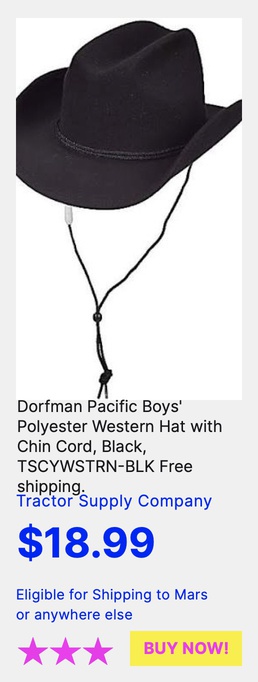 Dorfman Pacific Boys'
Polyester Western Hat with
Chin Cord, Black,
TSCYWSTRN-BLK Free
shipping.
Tractor Supply Company
$18.99
Eligible for Shipping to Mars
or anywhere else
BUY NOW!